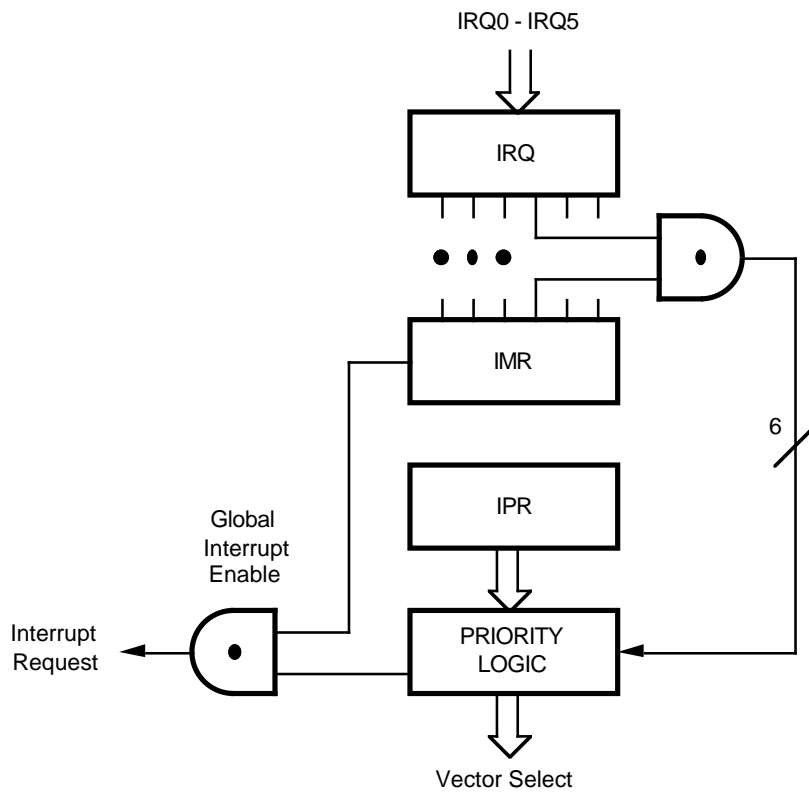 IRQ0 - IRQ5
IRQ
IMR
6
IPR
Global
Interrupt
Enable
Interrupt
Request
PRIORITY
LOGIC
Vector Select